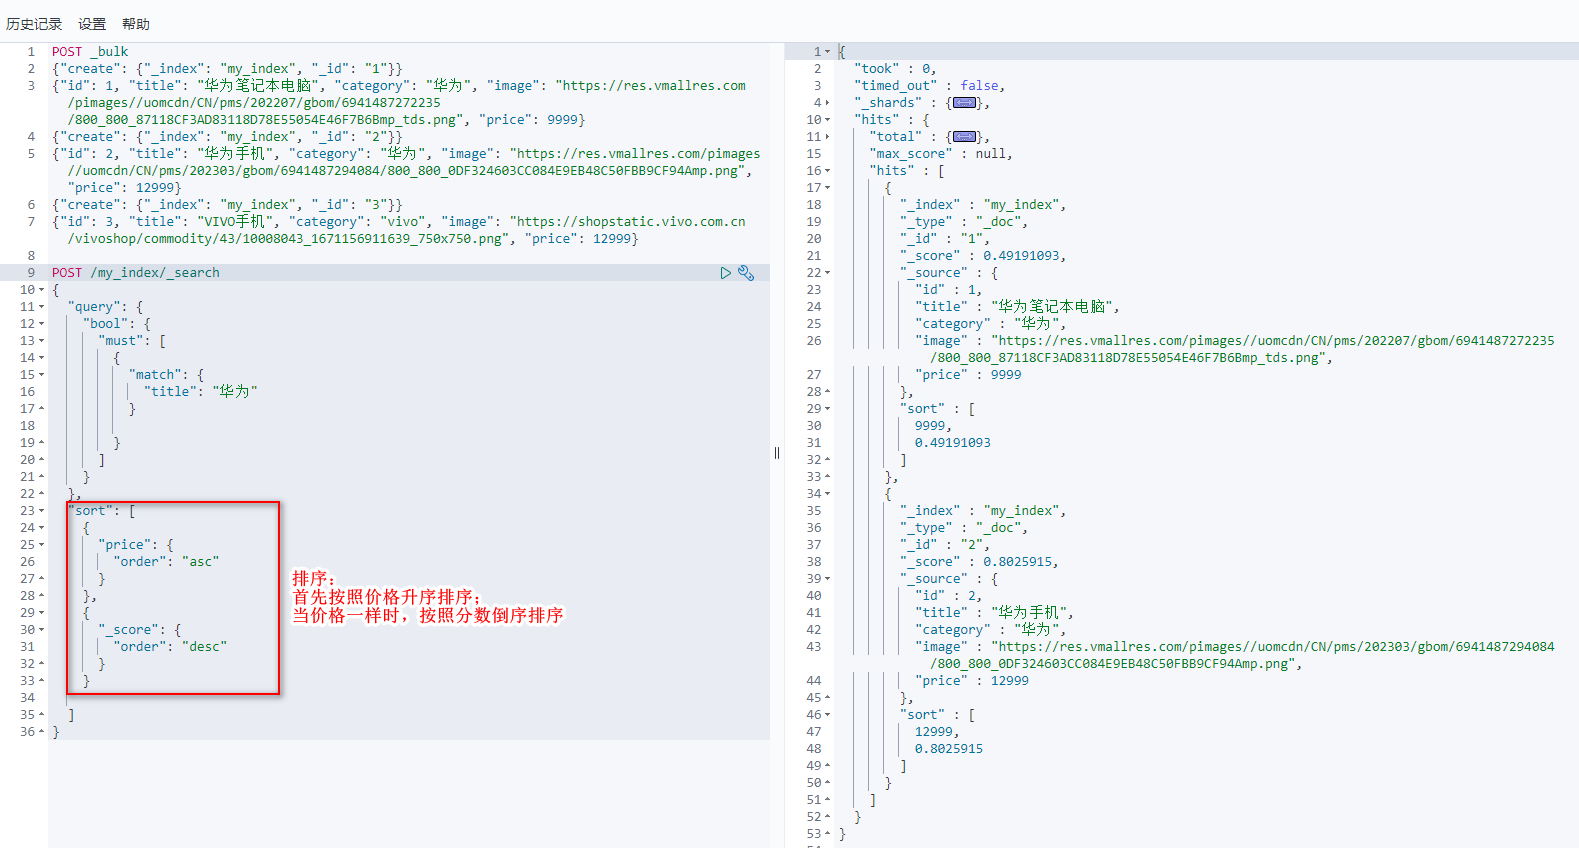 历史记录 设置 帮助
1 POST _bulk
2 {"create": {"_index": "my_index", "_id": "1"}}
3 {"id": 1, "title": "华为笔记本电脑", "category": "华为", "image": "https://res.vmallres.com
/pimages//uomcdn/CN/pms/202207/gbom/6941487272235
/800_800_87118CF3AD83118D78E55054E46F7B6Bmp_tds.png", "price": 9999}
4 {"create": {"_index": "my_index", "_id": "2"}}
5 {"id": 2, "title": "华为手机", "category": "华为", "image": "https://res.vmallres.com/pimages
//uomcdn/CN/pms/202303/gbom/6941487294084/800_800_0DF324603CC084E9EB48C50FBB9CF94Amp.png",
"price": 12999}
6 {"create": {"_index": "my_index", "_id": "3"}}
7 {"id": 3, "title": "VIVO手机", "category": "vivo", "image": "https://shopstatic.vivo.com.cn
/vivoshop/commodity/43/10008043_1671156911639_750x750.png", "price": 12999}
8
9 POST /my_index/_search
10 {
11 "query": {
12 "bool": {
13 "must": [
14 {
15 "match": {
16 "title": "华为"
17 }
18
19 }
20 ]
21 }
22 },
23 "sort": [
24 {
25 "price": {
26 "order": "asc"
27 }
28 },
29 {
30 "_score": {
31 "order": "desc"
32 }
33 }
34
35 ]
36 }
排序：
首先按照价格升序排序；
当价格一样时，按照分数倒序排序
1 {
2 "took" : 0,
3 "timed_out" : false,
4 "_shards" : {},
10 "hits" : {
11 "total" : {},
15 "max_score" : null,
16 "hits" : [
17 {
18 "_index" : "my_index",
19 "_type" : "_doc",
20 "_id" : "1",
21 "_score" : 0.49191093,
22 "_source" : {
23 "id" : 1,
24 "title" : "华为笔记本电脑",
25 "category" : "华为",
26 "image" : "https://res.vmallres.com/pimages//uomcdn/CN/pms/202207/gbom/6941487272235
/800_800_87118CF3AD83118D78E55054E46F7B6Bmp_tds.png",
27 "price" : 9999
28 },
29 "sort" : [
30 9999,
31 0.49191093
32 ]
33 },
34 {
35 "_index" : "my_index",
36 "_type" : "_doc",
37 "_id" : "2",
38 "_score" : 0.8025915,
39 "_source" : {
40 "id" : 2,
41 "title" : "华为手机",
42 "category" : "华为",
43 "image" : "https://res.vmallres.com/pimages//uomcdn/CN/pms/202303/gbom/6941487294084
/800_800_0DF324603CC084E9EB48C50FBB9CF94Amp.png",
44 "price" : 12999
45 },
46 "sort" : [
47 12999,
48 0.8025915
49 ]
50 }
51 ]
52 }
53 }